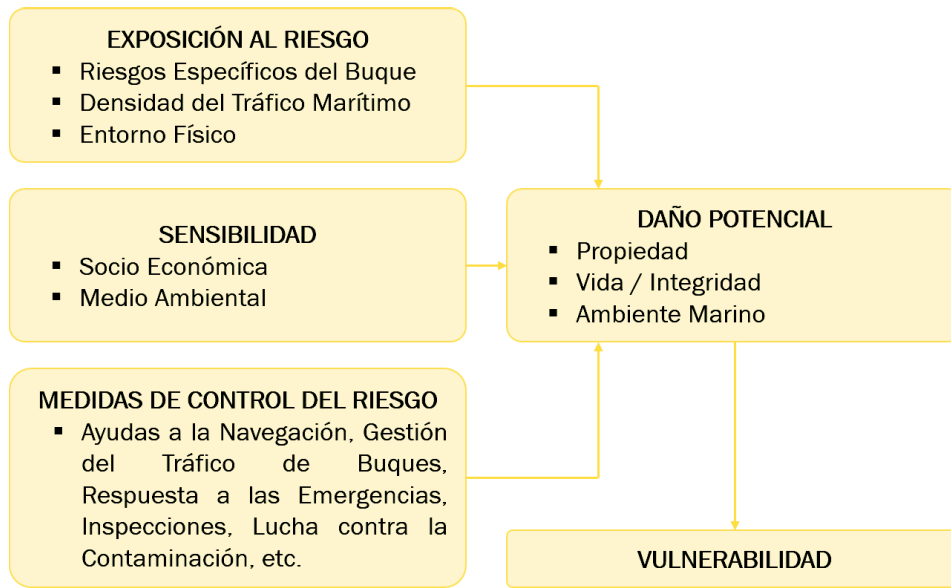 EXPOSICIÓN AL RIESGO
▪ Riesgos Específicos del Buque
▪ Densidad del Tráfico Marítimo
▪ Entorno Físico
SENSIBILIDAD
▪ Socio Económica
▪ Medio Ambiental
MEDIDAS DE CONTROL DEL RIESGO
▪ Ayudas a la Navegación, Gestión
del Tráfico de Buques,
Respuesta a las Emergencias,
Inspecciones, Lucha contra la
Contaminación, etc.
DAÑO POTENCIAL
▪ Propiedad
▪ Vida / Integridad
▪ Ambiente Marino
VULNERABILIDAD